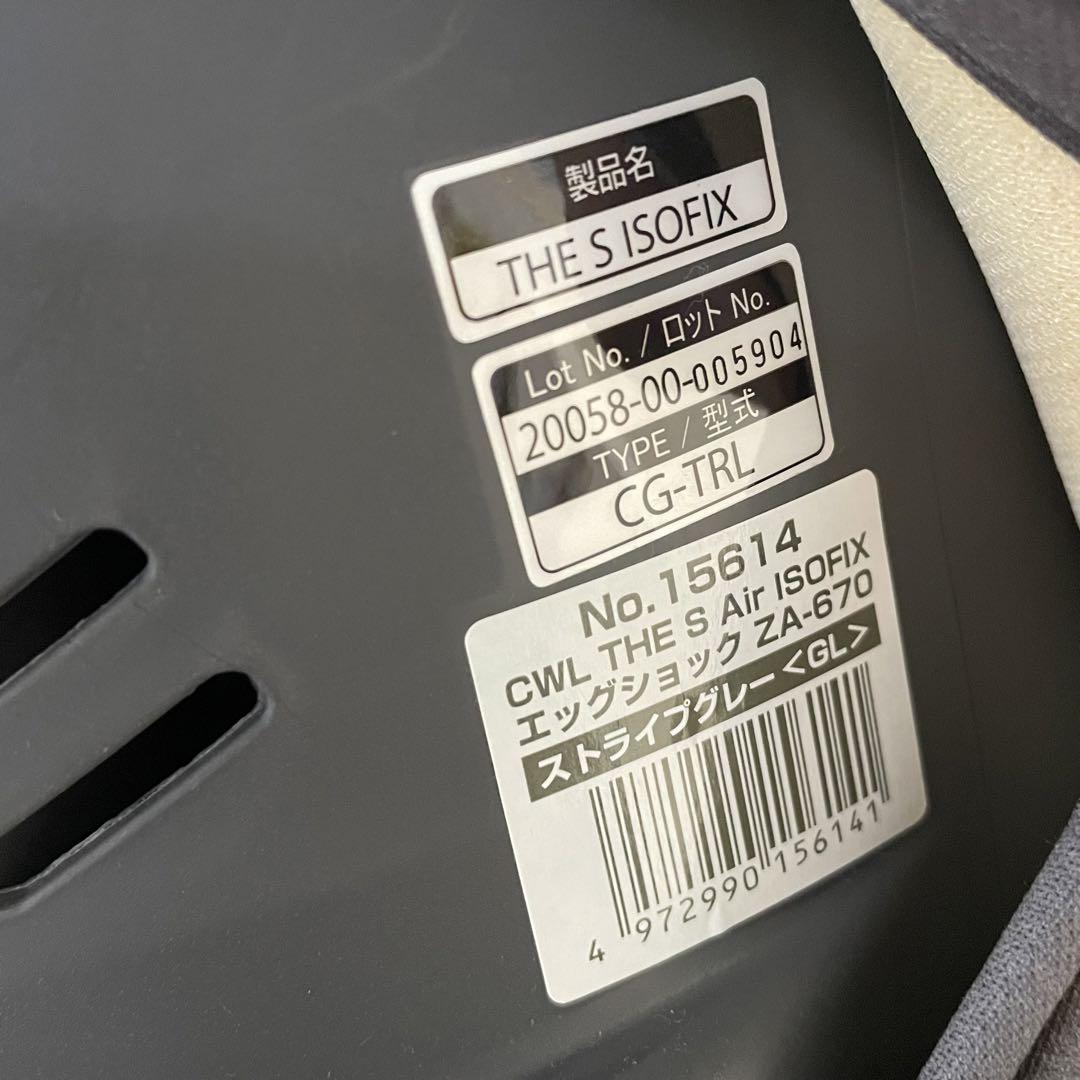 製品名
THE S ISOFIX
Lot No. / ロット No.
20058-00-005904
TYPE / 型式
CG-TRL
No.15614
CWL THE S Air ISOFIX
エッグショック ZA-670
ストライプグレー<GL>
4 972990 156141